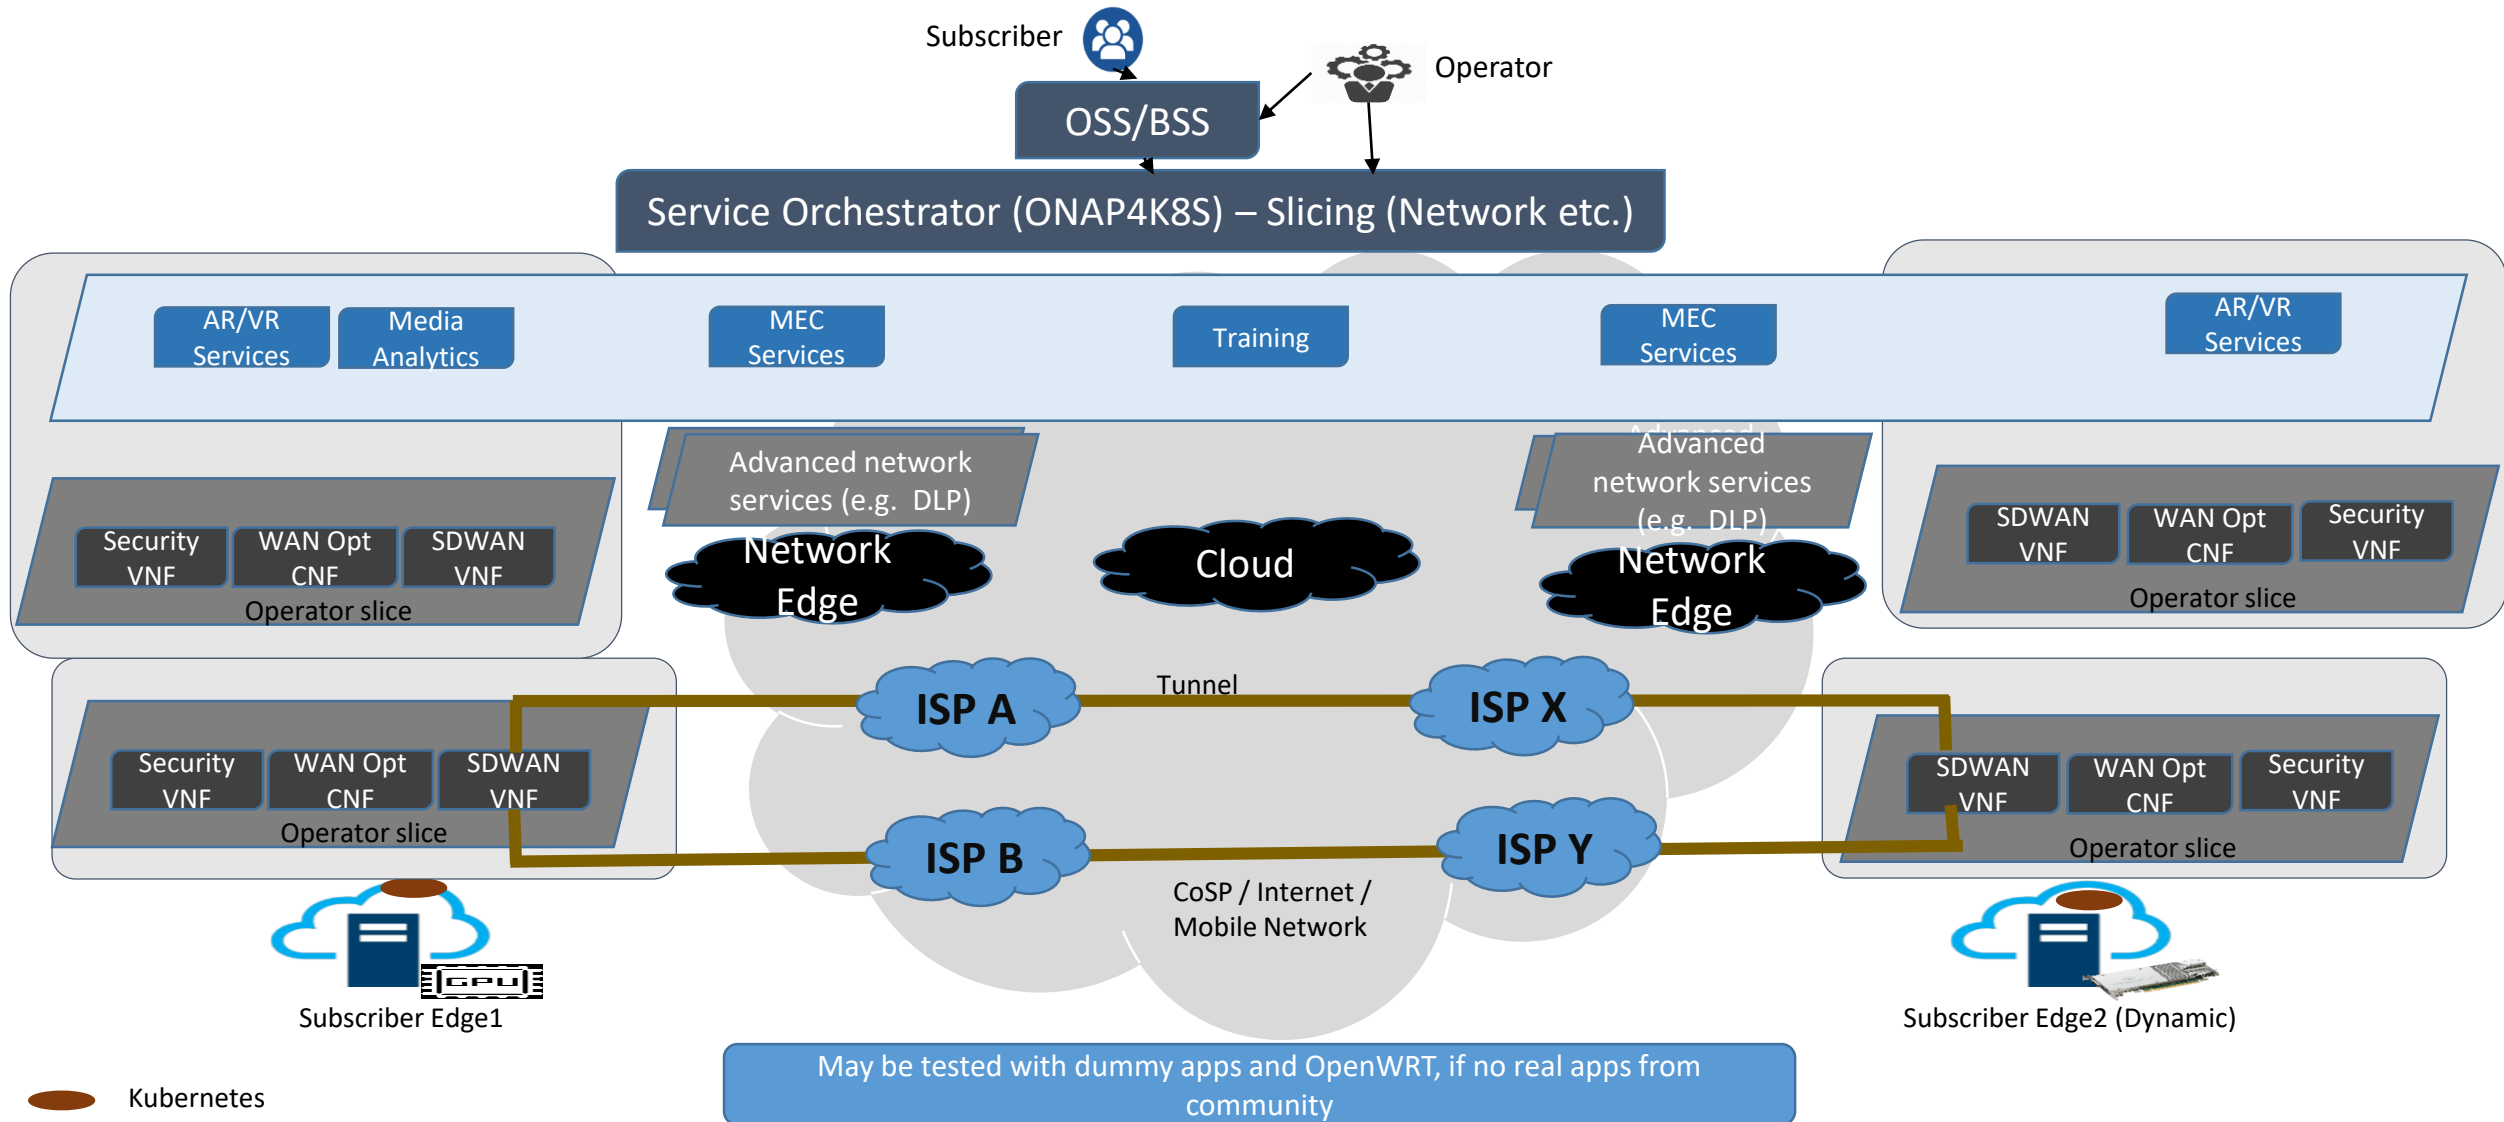 Subscriber
Operator
OSS/BSS
Service Orchestrator (ONAP4K8S) – Slicing (Network etc.)
AR/VR
Services
Media
Analytics
MEC
Services
Training
MEC
Services
AR/VR
Services
Advanced network
services (e.g. DLP)
Advanced
Advanced
network services
(e.g. DLP)
Security
VNF
WAN Opt
CNF
SDWAN
VNF
Operator slice
Network
Edge
Cloud
Network
Edge
SDWAN
VNF
WAN Opt
CNF
Security
VNF
Operator slice
ISP A
Tunnel
ISP X
Security
VNF
WAN Opt
CNF
SDWAN
VNF
Operator slice
SDWAN
VNF
WAN Opt
CNF
Security
VNF
Operator slice
ISP B
ISP Y
CoSP / Internet /
Mobile Network
GPU
Subscriber Edge1
Subscriber Edge2 (Dynamic)
May be tested with dummy apps and OpenWRT, if no real apps from
community
Kubernetes